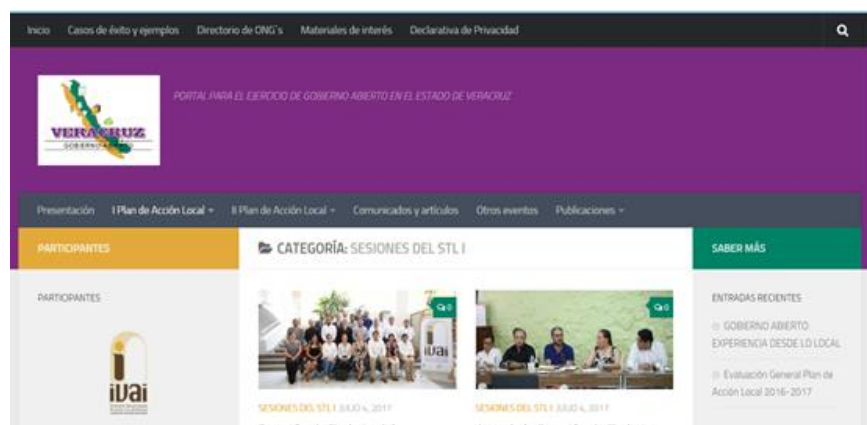 Inicio Casos de éxito y ejemplos Directorio de ONG's Materiales de interés Declarativa de Privacidad
PORTAL PARA EL EJERCICIO DE GOBIERNO ABIERTO EN EL ESTADO DE VERACRUZ
VERACRUZ
GOBIERNO ABIERTO
Presentación I Plan de Acción Local II Plan de Acción Local Comunicados y artículos Otros eventos Publicaciones
PARTICIPANTES
CATEGORÍA: SESIONES DEL STL I
SABER MÁS
PARTICIPANTES
ENTRADAS RECIENTES
0
0
GOBIERNO ABIERTO
EXPERIENCIA DESDE LO LOCAL
ivai
ivai
Evaluación General Plan de
Acción Local 2016-2017
SESIONES DEL STL I JULIO 4, 2017
SESIONES DEL STL I JULIO 4, 2017